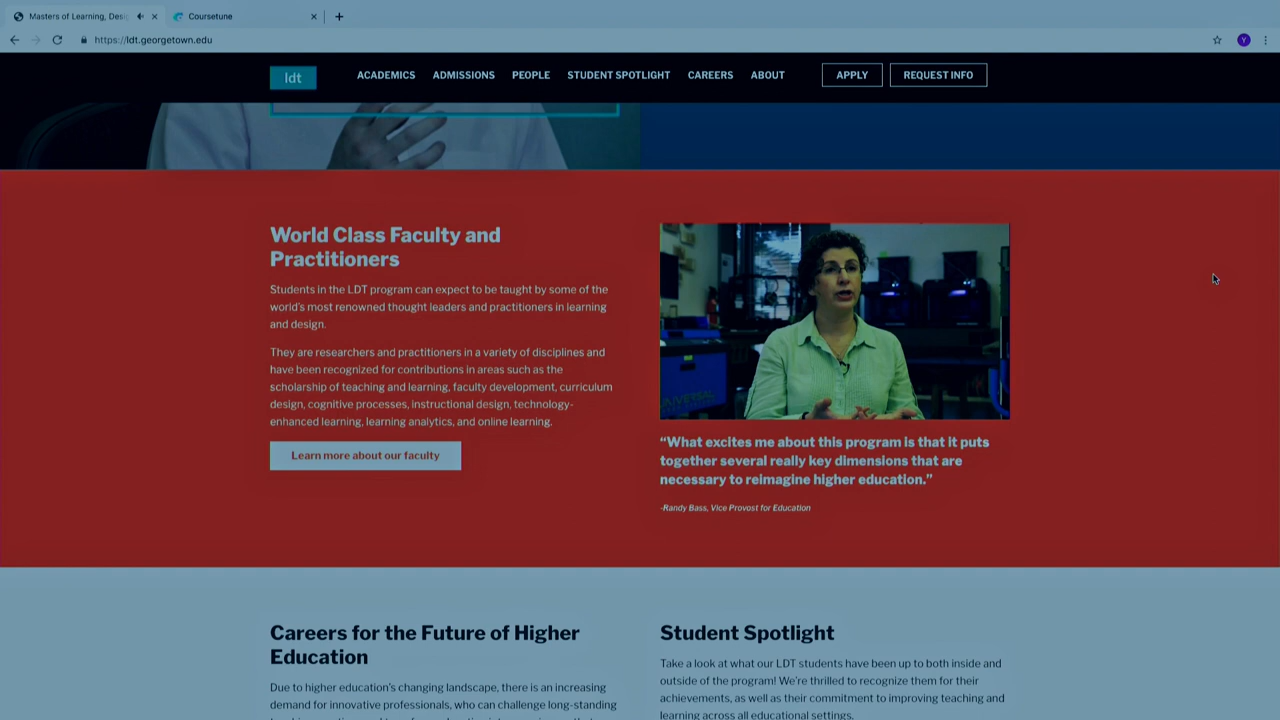 Masters of Learning, Desi
Coursetune
https://ldt.georgetown.edu
Y
ldt
ACADEMICS
ADMISSIONS
PEOPLE
STUDENT SPOTLIGHT
CAREERS
ABOUT
APPLY
REQUEST INFO
World Class Faculty and
Practitioners
Students in the LDT program can expect to be taught by some of the
world's most renowned thought leaders and practitioners in learning
and design.
They are researchers and practitioners in a variety of disciplines and
have been recognized for contributions in areas such as the
scholarship of teaching and learning, faculty development, curriculum
design, cognitive processes, instructional design, technology-
enhanced learning, learning analytics, and online learning.
Learn more about our faculty
“What excites me about this program is that it puts
together several really key dimensions that are
necessary to reimagine higher education.”
-Randy Bass, Vice Provost for Education
Careers for the Future of Higher
Education
Due to higher education's changing landscape, there is an increasing
demand for innovative professionals, who can challenge long-standing
Student Spotlight
Take a look at what our LDT students have been up to both inside and
outside of the program! We're thrilled to recognize them for their
achievements, as well as their commitment to improving teaching and
learning across all educational settings.